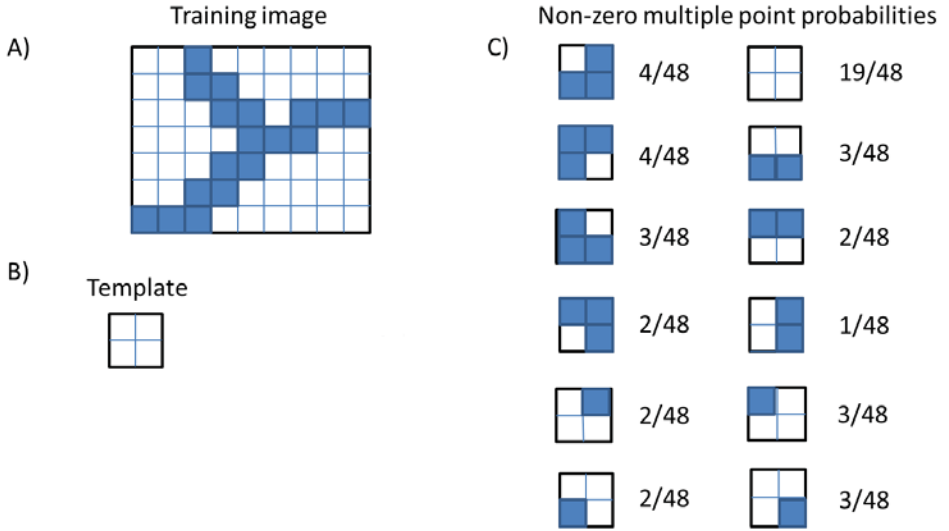 Training image
Non-zero multiple point probabilities
A)
C)
4/48
19/48
4/48
3/48
3/48
2/48
B)
Template
2/48
1/48
2/48
3/48
2/48
3/48